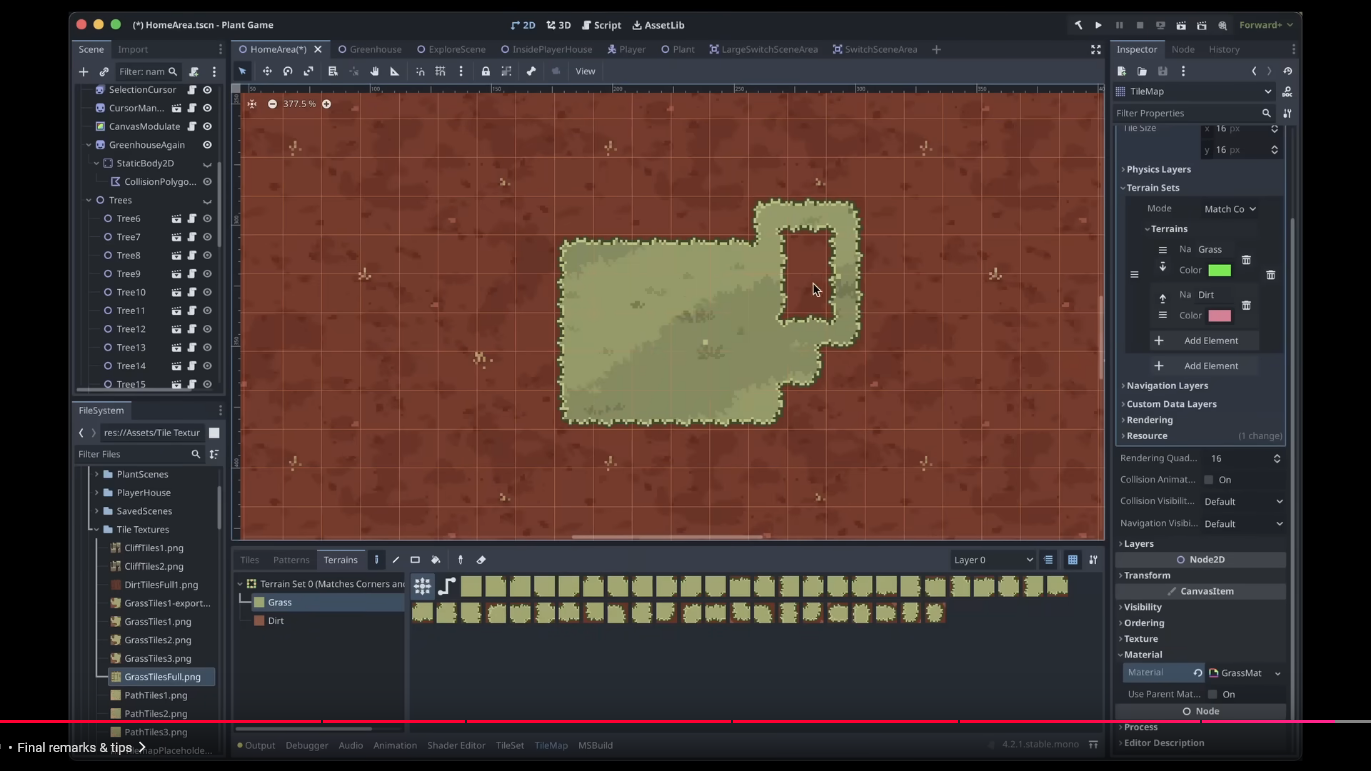 (*) HomeArea.tscn - Plant Game
2D 3D Script AssetLib
Forward+
Scene Import
HomeArea(*) Greenhouse ExploreScene InsidePlayerHouse Player Plant LargeSwitchSceneArea SwitchSceneArea
Inspector Node History
Filter: nam
View
SelectionCursor
CursorMan...
CanvasModulate
GreenhouseAgain
StaticBody2D
CollisionPolygo...
Trees
Tree6
Tree7
Tree8
Tree9
Tree10
Tree11
Tree12
Tree13
Tree14
Tree15
377.5 %
TileMap
Filter Properties
Tile Size
x 16 px
y 16 px
Physics Layers
Terrain Sets
Mode Match Co
Terrains
Na Grass
Color
Na Dirt
Color
Add Element
Add Element
Navigation Layers
Custom Data Layers
Rendering
Resource (1 change)
Rendering Quad... 16
Collision Animat... On
Collision Visibilit... Default
Navigation Visibi... Default
Layers
Node2D
Transform
CanvasItem
Visibility
Ordering
Texture
Material
Material GrassMat
Use Parent Mat... On
Node
Process
Editor Description
FileSystem
res://Assets/Tile Textur
Filter Files
PlantScenes
PlayerHouse
SavedScenes
Tile Textures
CliffTiles1.png
CliffTiles2.png
DirtTilesFull1.png
GrassTiles1-export...
GrassTiles1.png
GrassTiles2.png
GrassTiles3.png
GrassTilesFull.png
PathTiles1.png
PathTiles2.png
PathTiles3.png
Tiles Patterns Terrains
Layer 0
Terrain Set 0 (Matches Corners and
Grass
Dirt
Output Debugger Audio Animation Shader Editor TileSet TileMap MSBuild
4.2.1.stable.mono
• Final remarks & tips